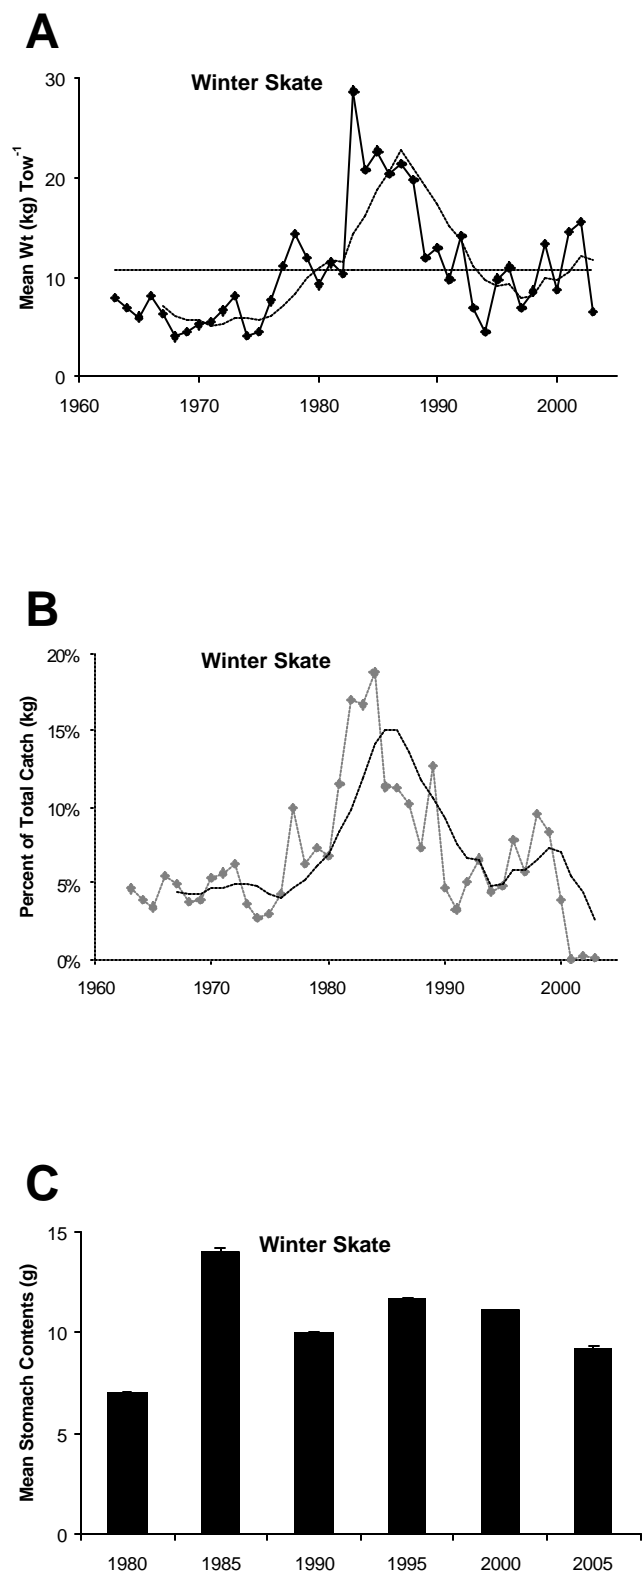 A
Winter Skate
Mean Wt (kg) Tow-1
30
20
10
0
1960 1970 1980 1990 2000
B
Winter Skate
Percent of Total Catch (kg)
20%
15%
10%
5%
0%
1960 1970 1980 1990 2000
C
Winter Skate
Mean Stomach Contents (g)
15
10
5
0
1980 1985 1990 1995 2000 2005